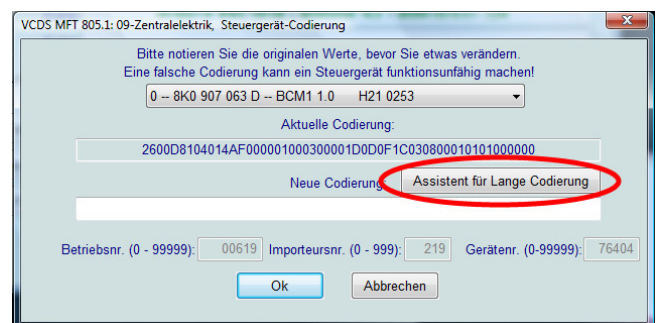 VCDS MFT 805.1: 09-Zentralelektrik, Steuergerät-Codierung
Bitte notieren Sie die originalen Werte, bevor Sie etwas verändern.
Eine falsche Codierung kann ein Steuergerät funktionsunfähig machen!
0 -- 8K0 907 063 D -- BCM1 1.0 H21 0253
Aktuelle Codierung:
2600D8104014AF000001000300001D0D0F1C030800010101000000
Neue Codierung: Assistent für Lange Codierung
Betriebsnr. (0 - 99999): 00619 Importeursnr. (0 - 999): 219 Gerätenr. (0-99999): 76404
Ok Abbrechen